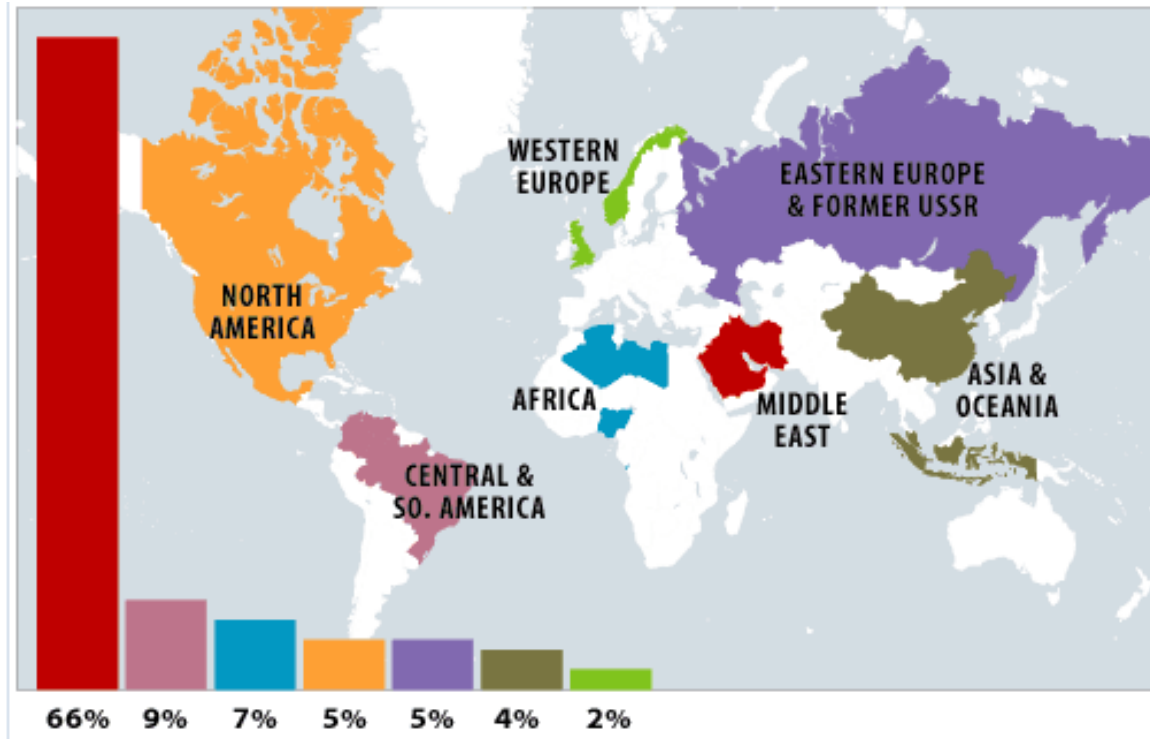 WESTERN
EUROPE
EASTERN EUROPE
& FORMER USSR
NORTH
AMERICA
AFRICA
MIDDLE
EAST
ASIA &
OCEANIA
CENTRAL &
SO. AMERICA
66% 9% 7% 5% 5% 4% 2%